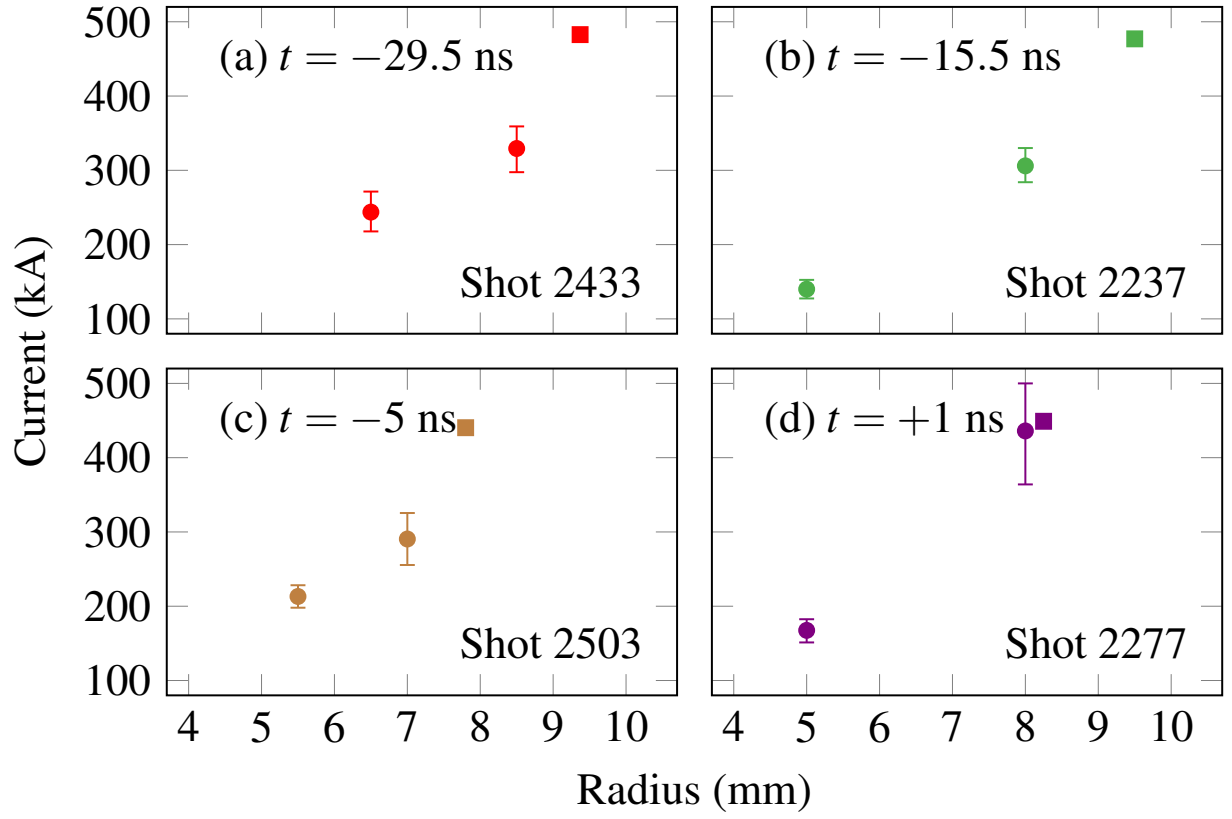 Current (kA)
500
400
300
200
100
(a) t = −29.5 ns
Shot 2433
(b) t = −15.5 ns
Shot 2237
500
400
300
200
100
(c) t = −5 ns
Shot 2503
(d) t = +1 ns
Shot 2277
4 5 6 7 8 9 10
4 5 6 7 8 9 10
Radius (mm)